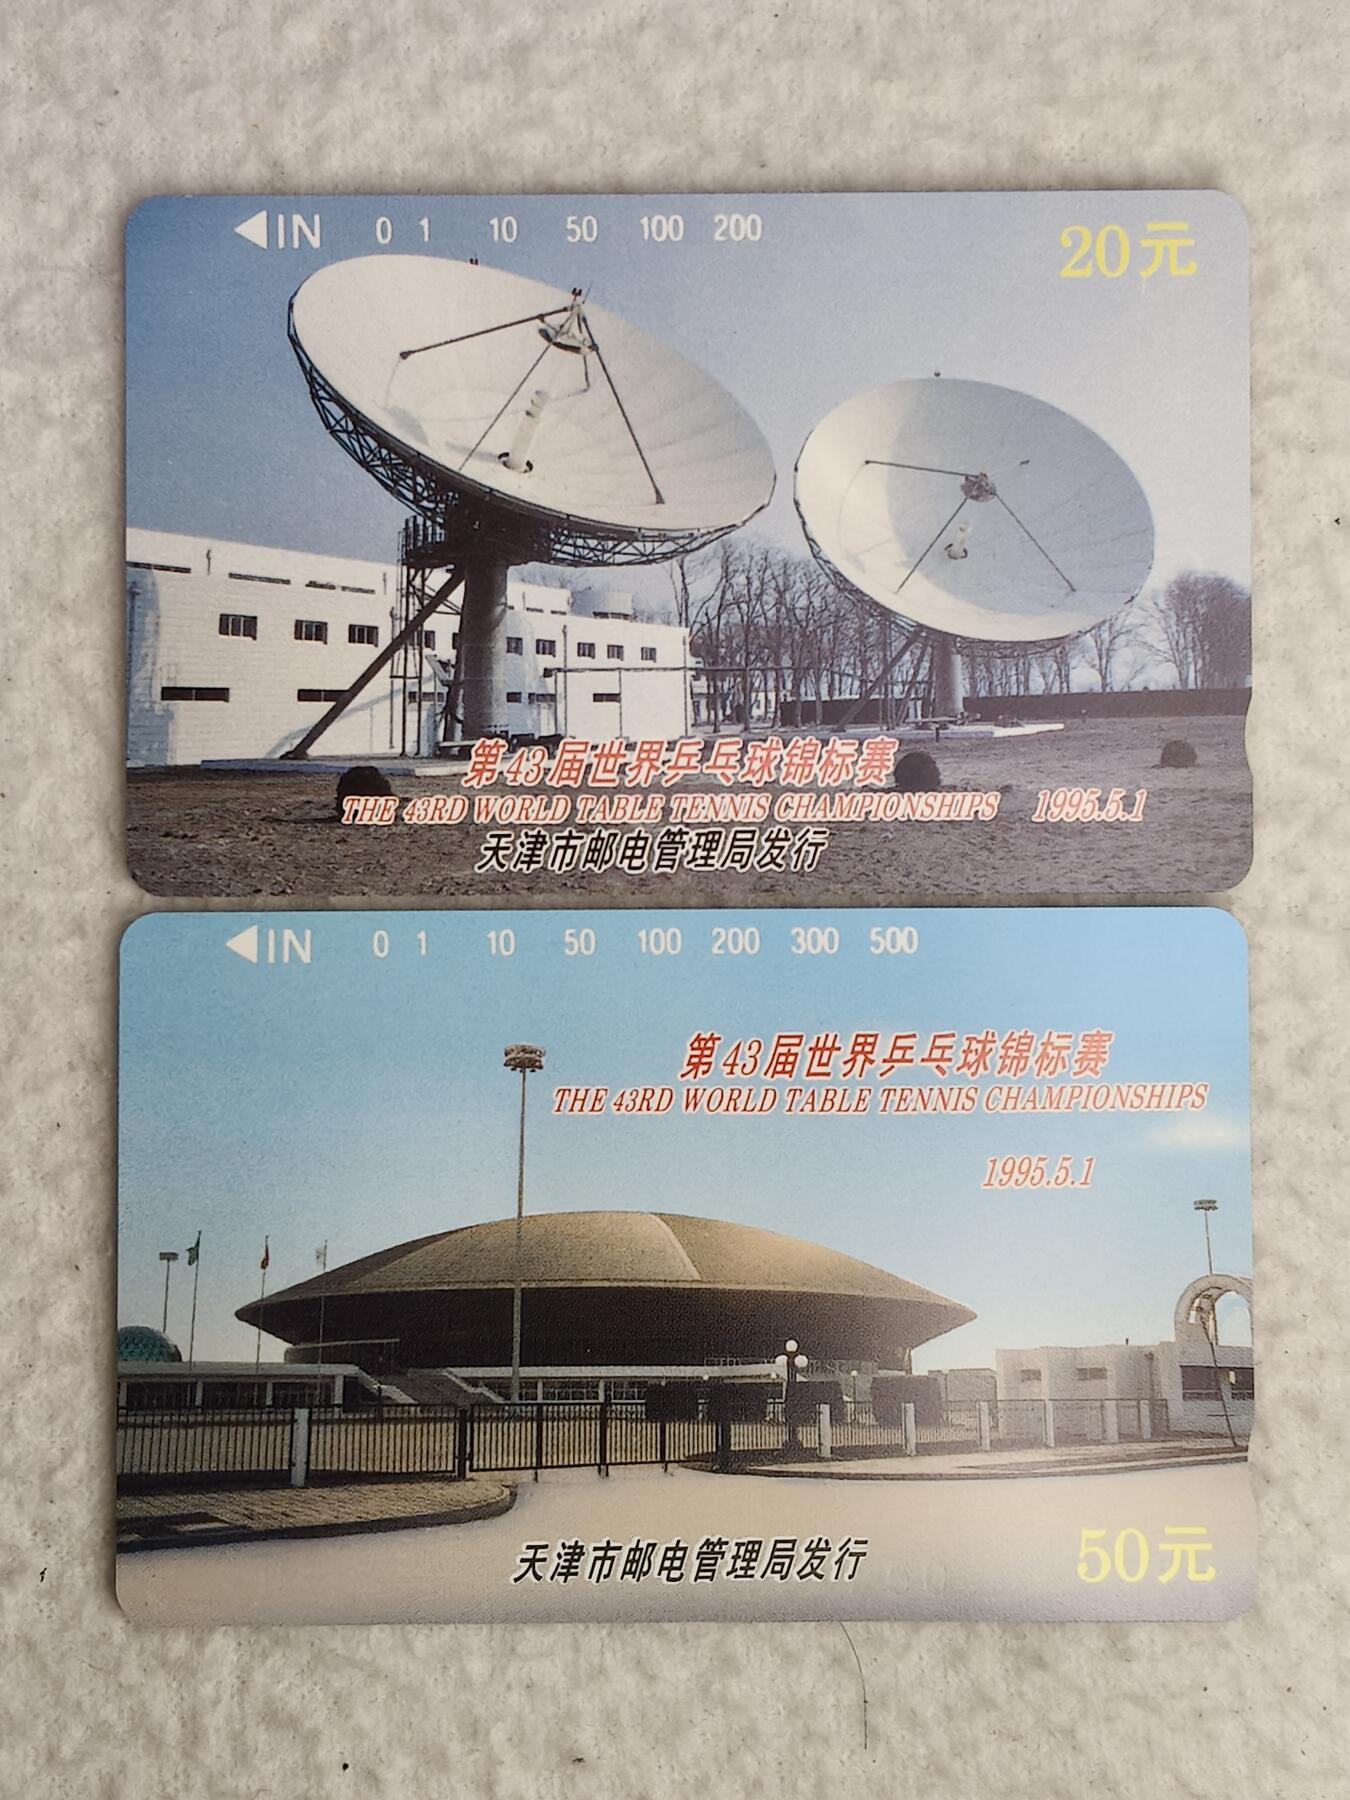 IN 0 1 10 50 100 200
20元
第43届世界乒乓球锦标赛
THE 43RD WORLD TABLE TENNIS CHAMPIONSHIPS 1995.5.1
天津市邮电管理局发行
IN 0 1 10 50 100 200 300 500
第43届世界乒乓球锦标赛
THE 43RD WORLD TABLE TENNIS CHAMPIONSHIPS
1995.5.1
天津市邮电管理局发行
50元